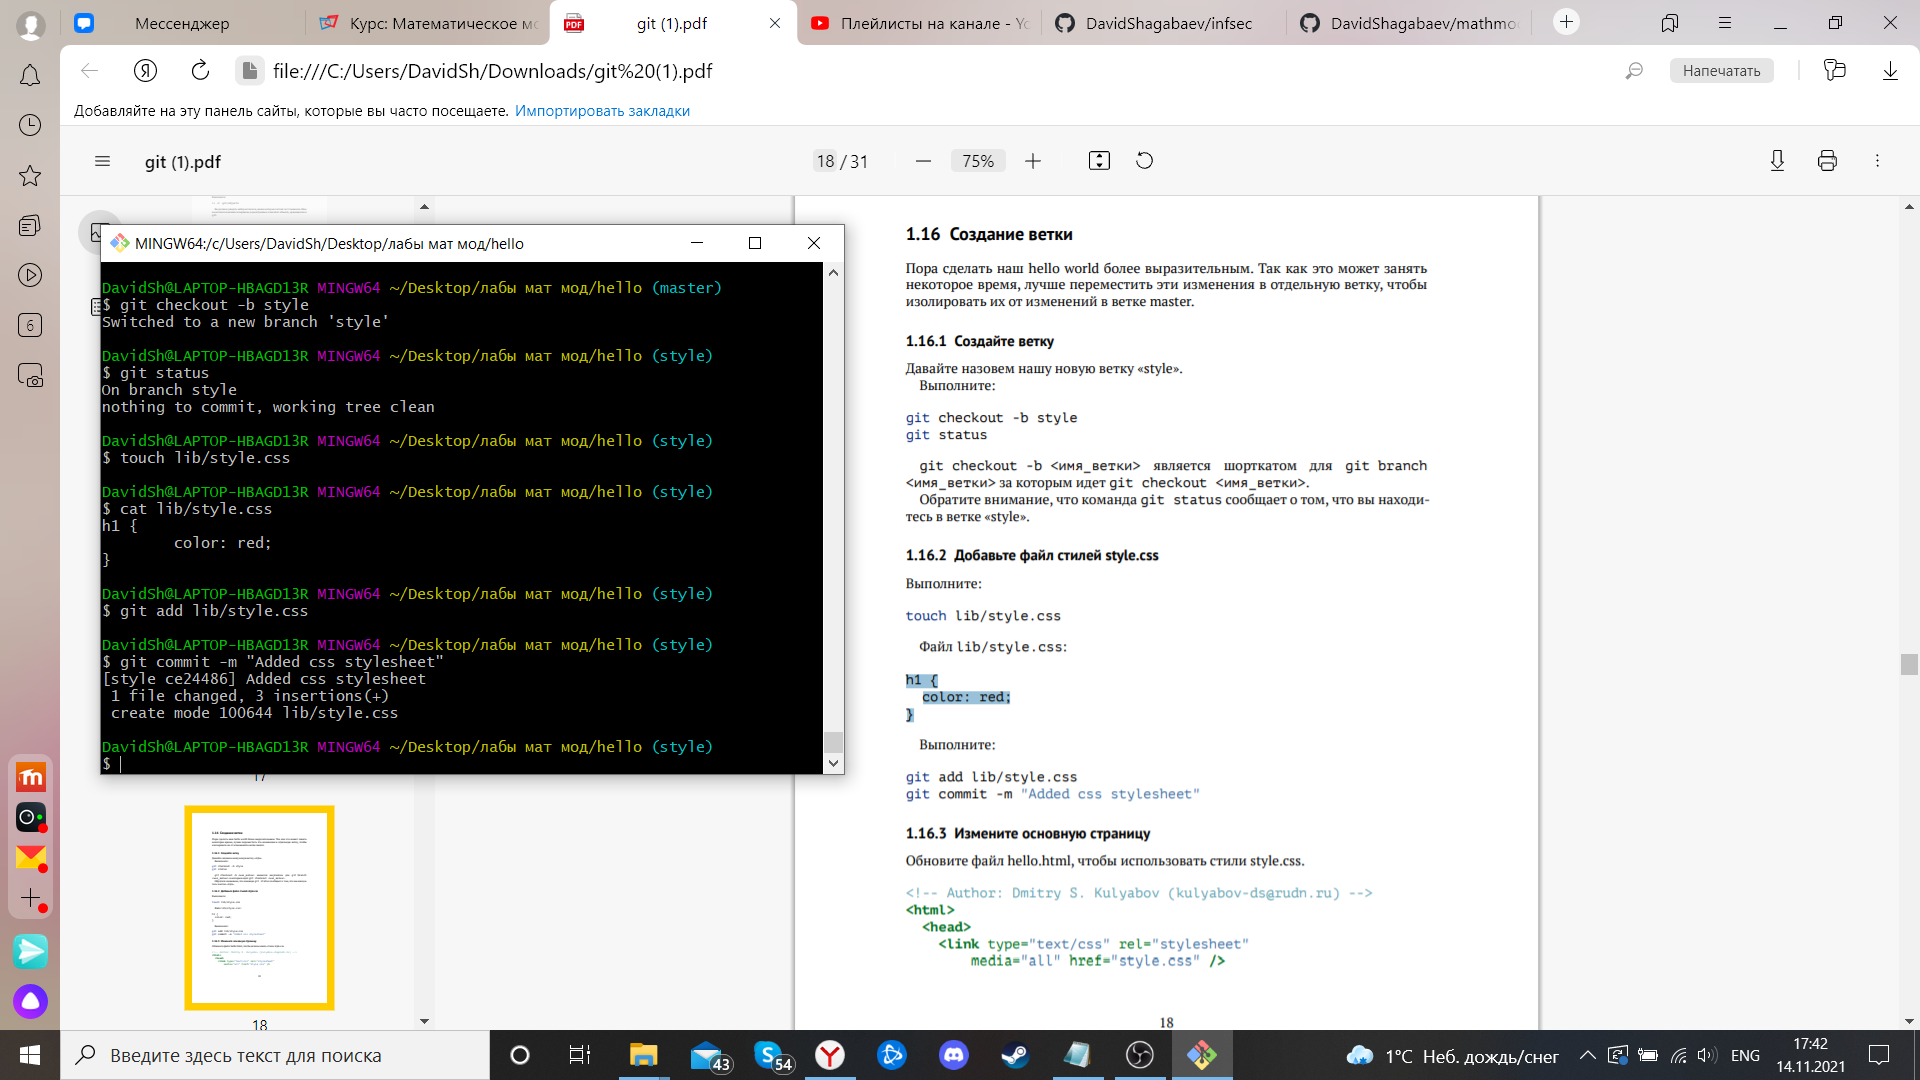 Мессенджер
Курс: Математическое мо
git (1).pdf
Плейлисты на канале - Yo
DavidShagabaev/infsec
DavidShagabaev/mathmo
file:///C:/Users/DavidSh/Downloads/git%20(1).pdf
Напечатать
Добавляйте на эту панель сайты, которые вы часто посещаете. Импортировать закладки
git (1).pdf
18 / 31
75%
MINGW64:/c/Users/DavidSh/Desktop/лабы мат мод/hello
DavidSh@LAPTOP-HBAGD13R MINGW64 ~/Desktop/лабы мат мод/hello (master)
$ git checkout -b style
Switched to a new branch 'style'
DavidSh@LAPTOP-HBAGD13R MINGW64 ~/Desktop/лабы мат мод/hello (style)
$ git status
On branch style
nothing to commit, working tree clean
DavidSh@LAPTOP-HBAGD13R MINGW64 ~/Desktop/лабы мат мод/hello (style)
$ touch lib/style.css
DavidSh@LAPTOP-HBAGD13R MINGW64 ~/Desktop/лабы мат мод/hello (style)
$ cat lib/style.css
h1 {
color: red;
}
DavidSh@LAPTOP-HBAGD13R MINGW64 ~/Desktop/лабы мат мод/hello (style)
$ git add lib/style.css
DavidSh@LAPTOP-HBAGD13R MINGW64 ~/Desktop/лабы мат мод/hello (style)
$ git commit -m "Added css stylesheet"
[style ce24486] Added css stylesheet
1 file changed, 3 insertions(+)
create mode 100644 lib/style.css
DavidSh@LAPTOP-HBAGD13R MINGW64 ~/Desktop/лабы мат мод/hello (style)
$
17
18
1.16 Создание ветки
Пора сделать наш hello world более выразительным. Так как это может занять
некоторое время, лучше переместить эти изменения в отдельную ветку, чтобы
изолировать их от изменений в ветке master.
1.16.1 Создайте ветку
Давайте назовем нашу новую ветку «style».
Выполните:
git checkout -b style
git status
git checkout -b <имя_ветки> является шорткатом для git branch
<имя_ветки> за которым идет git checkout <имя_ветки>.
Обратите внимание, что команда git status сообщает о том, что вы находи-
тесь в ветке «style».
1.16.2 Добавьте файл стилей style.css
Выполните:
touch lib/style.css
Файл lib/style.css:
h1 {
color: red;
}
Выполните:
git add lib/style.css
git commit -m "Added css stylesheet"
1.16.3 Измените основную страницу
Обновите файл hello.html, чтобы использовать стили style.css.
<!-- Author: Dmitry S. Kulyabov (kulyabov-ds@rudn.ru) -->
<html>
<head>
<link type="text/css" rel="stylesheet"
media="all" href="style.css" />
18
6
Введите здесь текст для поиска
43
54
1°C Неб. дождь/снег
ENG
17:42
14.11.2021